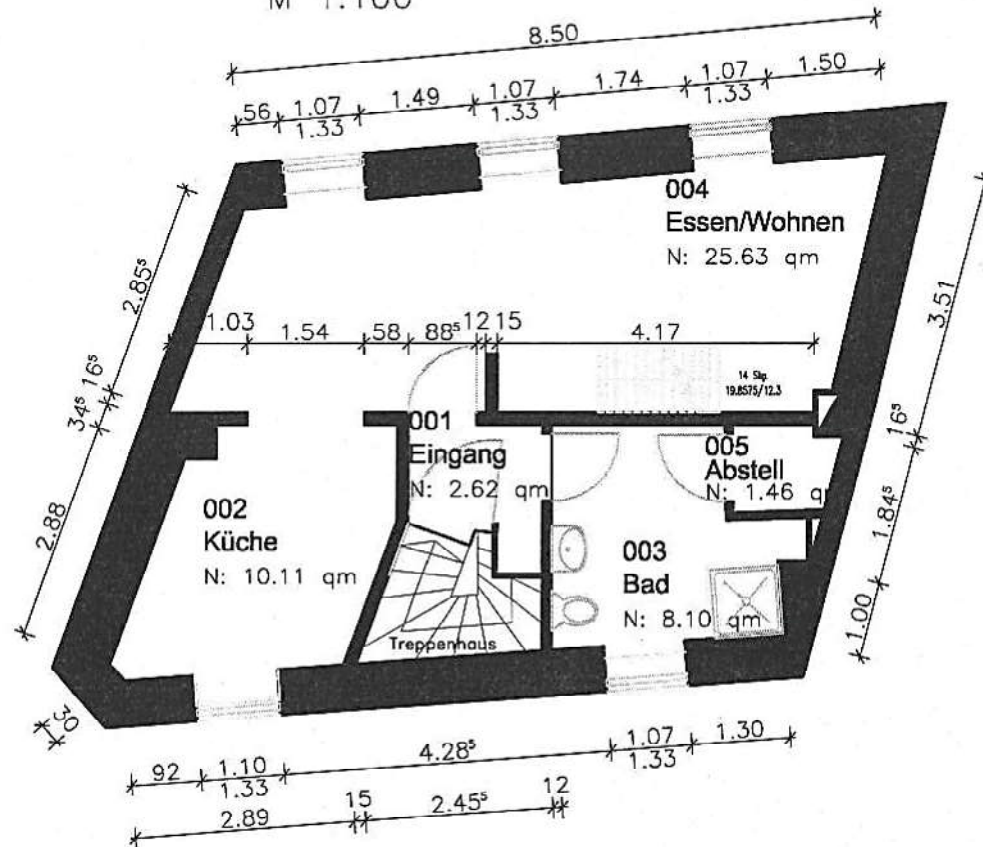 M 1:100
8.50
56 1.07 1.49 1.07 1.74 1.07 1.50
1.33 1.33 1.33
004
Essen/Wohnen
N: 25.63 qm
2.85⁵
3.51
1.03 1.54 58 88⁵ 12 15 4.17
14 Stg.
19.8575/12.3
16⁵
34⁵
16⁵
001
Eingang
N: 2.62 qm
005
Abstell
N: 1.46 q
2.88
1.84⁵
002
Küche
N: 10.11 qm
003
Bad
N: 8.10 qm
1.00
Treppenhaus
30
92 1.10 4.28⁵ 1.07 1.30
1.33 1.33
15 12
2.89 2.45⁵